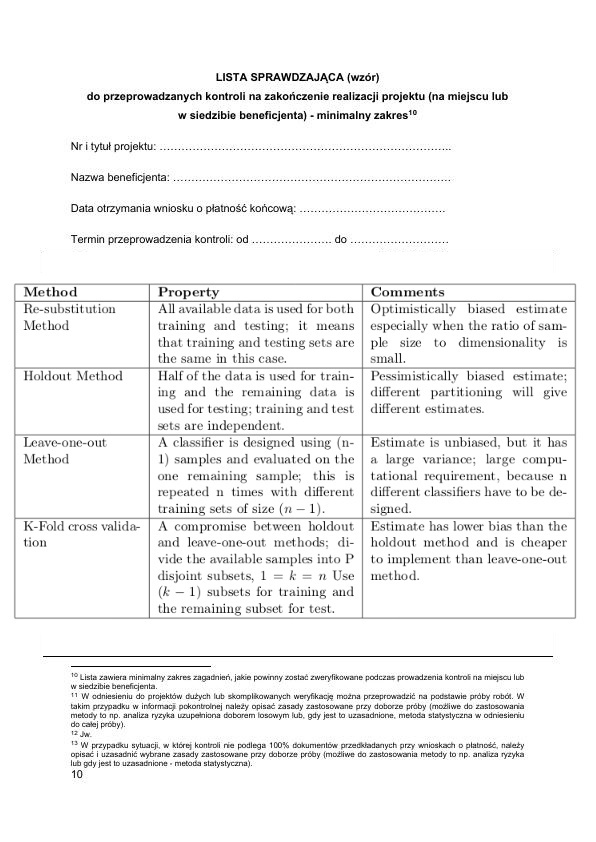 LISTA SPRAWDZAJĄCA (wzór)
do przeprowadzanych kontroli na zakończenie realizacji projektu (na miejscu lub
w siedzibie beneficjenta) - minimalny zakres¹⁰
Nr i tytuł projektu: ……………………………………………………………………..
Nazwa beneficjenta: …………………………………………………………………
Data otrzymania wniosku o płatność końcową: …………………………………
Termin przeprowadzenia kontroli: od …………………. do ………………………
Method Property Comments
Re-substitution
Method
All available data is used for both
training and testing; it means
that training and testing sets are
the same in this case.
Optimistically biased estimate
especially when the ratio of sam-
ple size to dimensionality is
small.
Holdout Method
Half of the data is used for train-
ing and the remaining data is
used for testing; training and test
sets are independent.
Pessimistically biased estimate;
different partitioning will give
different estimates.
Leave-one-out
Method
A classifier is designed using (n-
1) samples and evaluated on the
one remaining sample; this is
repeated n times with different
training sets of size (n − 1).
Estimate is unbiased, but it has
a large variance; large compu-
tational requirement, because n
different classifiers have to be de-
signed.
K-Fold cross valida-
tion
A compromise between holdout
and leave-one-out methods; di-
vide the available samples into P
disjoint subsets, 1 = k = n Use
(k − 1) subsets for training and
the remaining subset for test.
Estimate has lower bias than the
holdout method and is cheaper
to implement than leave-one-out
method.
¹⁰ Lista zawiera minimalny zakres zagadnień, jakie powinny zostać zweryfikowane podczas prowadzenia kontroli na miejscu lub
w siedzibie beneficjenta.
¹¹ W odniesieniu do projektów dużych lub skomplikowanych weryfikację można przeprowadzić na podstawie próby robót. W
takim przypadku w informacji pokontrolnej należy opisać zasady zastosowane przy doborze próby (możliwe do zastosowania
metody to np. analiza ryzyka uzupełniona doborem losowym lub, gdy jest to uzasadnione, metoda statystyczna w odniesieniu
do całej próby).
¹² Jw.
¹³ W przypadku sytuacji, w której kontroli nie podlega 100% dokumentów przedkładanych przy wnioskach o płatność, należy
opisać i uzasadnić wybrane zasady zastosowane przy doborze próby (możliwe do zastosowania metody to np. analiza ryzyka
lub gdy jest to uzasadnione - metoda statystyczna).
10